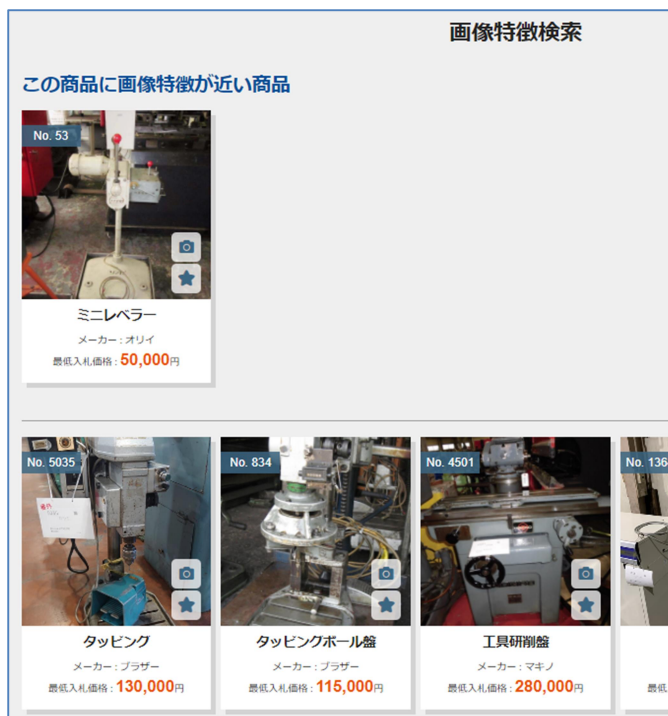 画像特徴検索
この商品に画像特徴が近い商品
No. 53
ミニレベラー
メーカー : オリイ
最低入札価格 : 50,000円
No. 5035
No. 834
No. 4501
No. 136
タッピング
タッピングボール盤
工具研削盤
メーカー : ブラザー
メーカー : ブラザー
メーカー : マキノ
最低入札価格 : 130,000円
最低入札価格 : 115,000円
最低入札価格 : 280,000円
最低